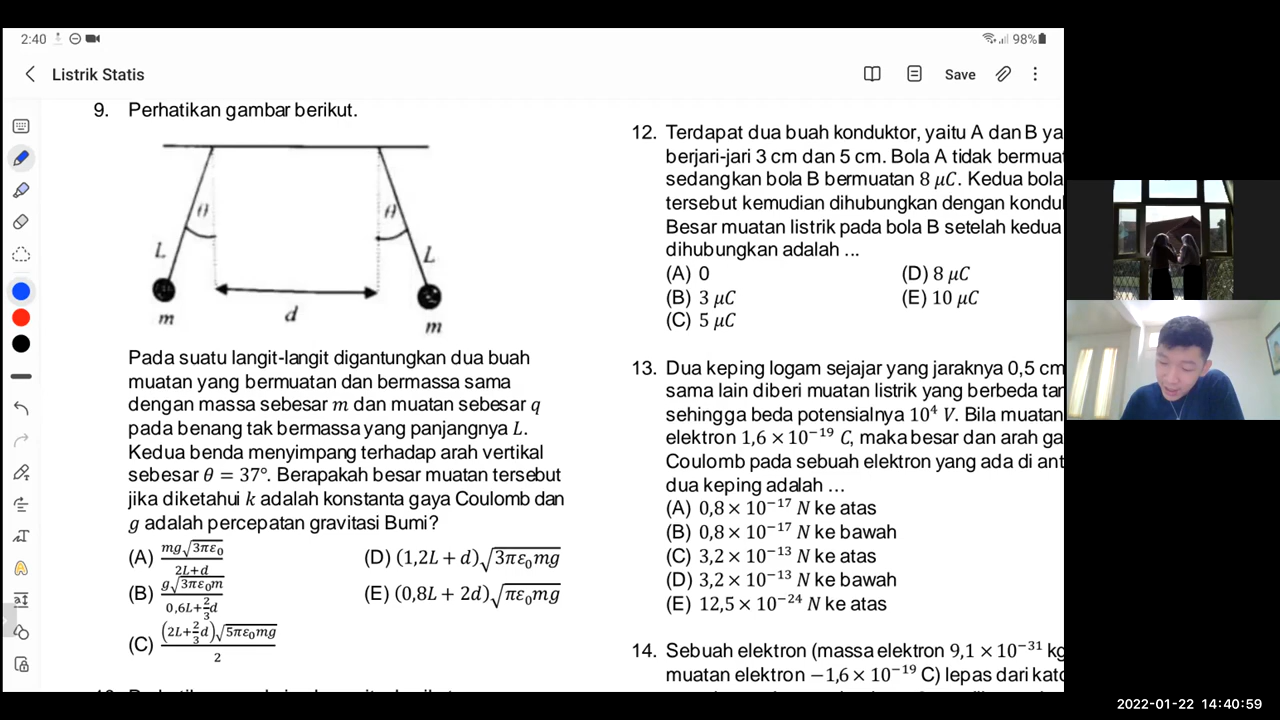 2:40
98%
Listrik Statis
Save
9. Perhatikan gambar berikut.
θ
θ
L
L
m
d
m
Pada suatu langit-langit digantungkan dua buah
muatan yang bermuatan dan bermassa sama
dengan massa sebesar m dan muatan sebesar q
pada benang tak bermassa yang panjangnya L.
Kedua benda menyimpang terhadap arah vertikal
sebesar θ = 37°. Berapakah besar muatan tersebut
jika diketahui k adalah konstanta gaya Coulomb dan
g adalah percepatan gravitasi Bumi?
(A) mg√(3πε₀) / (2L+d)
(D) (1,2L + d)√(3πε₀mg)
(B) g√(3πε₀m) / (0,6L+⅔d)
(E) (0,8L + 2d)√(πε₀mg)
(C) (2L+⅔d)√(5πε₀mg) / 2
12. Terdapat dua buah konduktor, yaitu A dan B ya
berjari-jari 3 cm dan 5 cm. Bola A tidak bermua
sedangkan bola B bermuatan 8 μC. Kedua bola
tersebut kemudian dihubungkan dengan kondu
Besar muatan listrik pada bola B setelah kedua
dihubungkan adalah ...
(A) 0
(D) 8 μC
(B) 3 μC
(E) 10 μC
(C) 5 μC
13. Dua keping logam sejajar yang jaraknya 0,5 cm
sama lain diberi muatan listrik yang berbeda tan
sehingga beda potensialnya 10⁴ V. Bila muatan
elektron 1,6 × 10⁻¹⁹ C, maka besar dan arah ga
Coulomb pada sebuah elektron yang ada di ant
dua keping adalah ...
(A) 0,8 × 10⁻¹⁷ N ke atas
(B) 0,8 × 10⁻¹⁷ N ke bawah
(C) 3,2 × 10⁻¹³ N ke atas
(D) 3,2 × 10⁻¹³ N ke bawah
(E) 12,5 × 10⁻²⁴ N ke atas
14. Sebuah elektron (massa elektron 9,1 × 10⁻³¹ kg
muatan elektron −1,6 × 10⁻¹⁹ C) lepas dari kato
2022-01-22 14:40:59